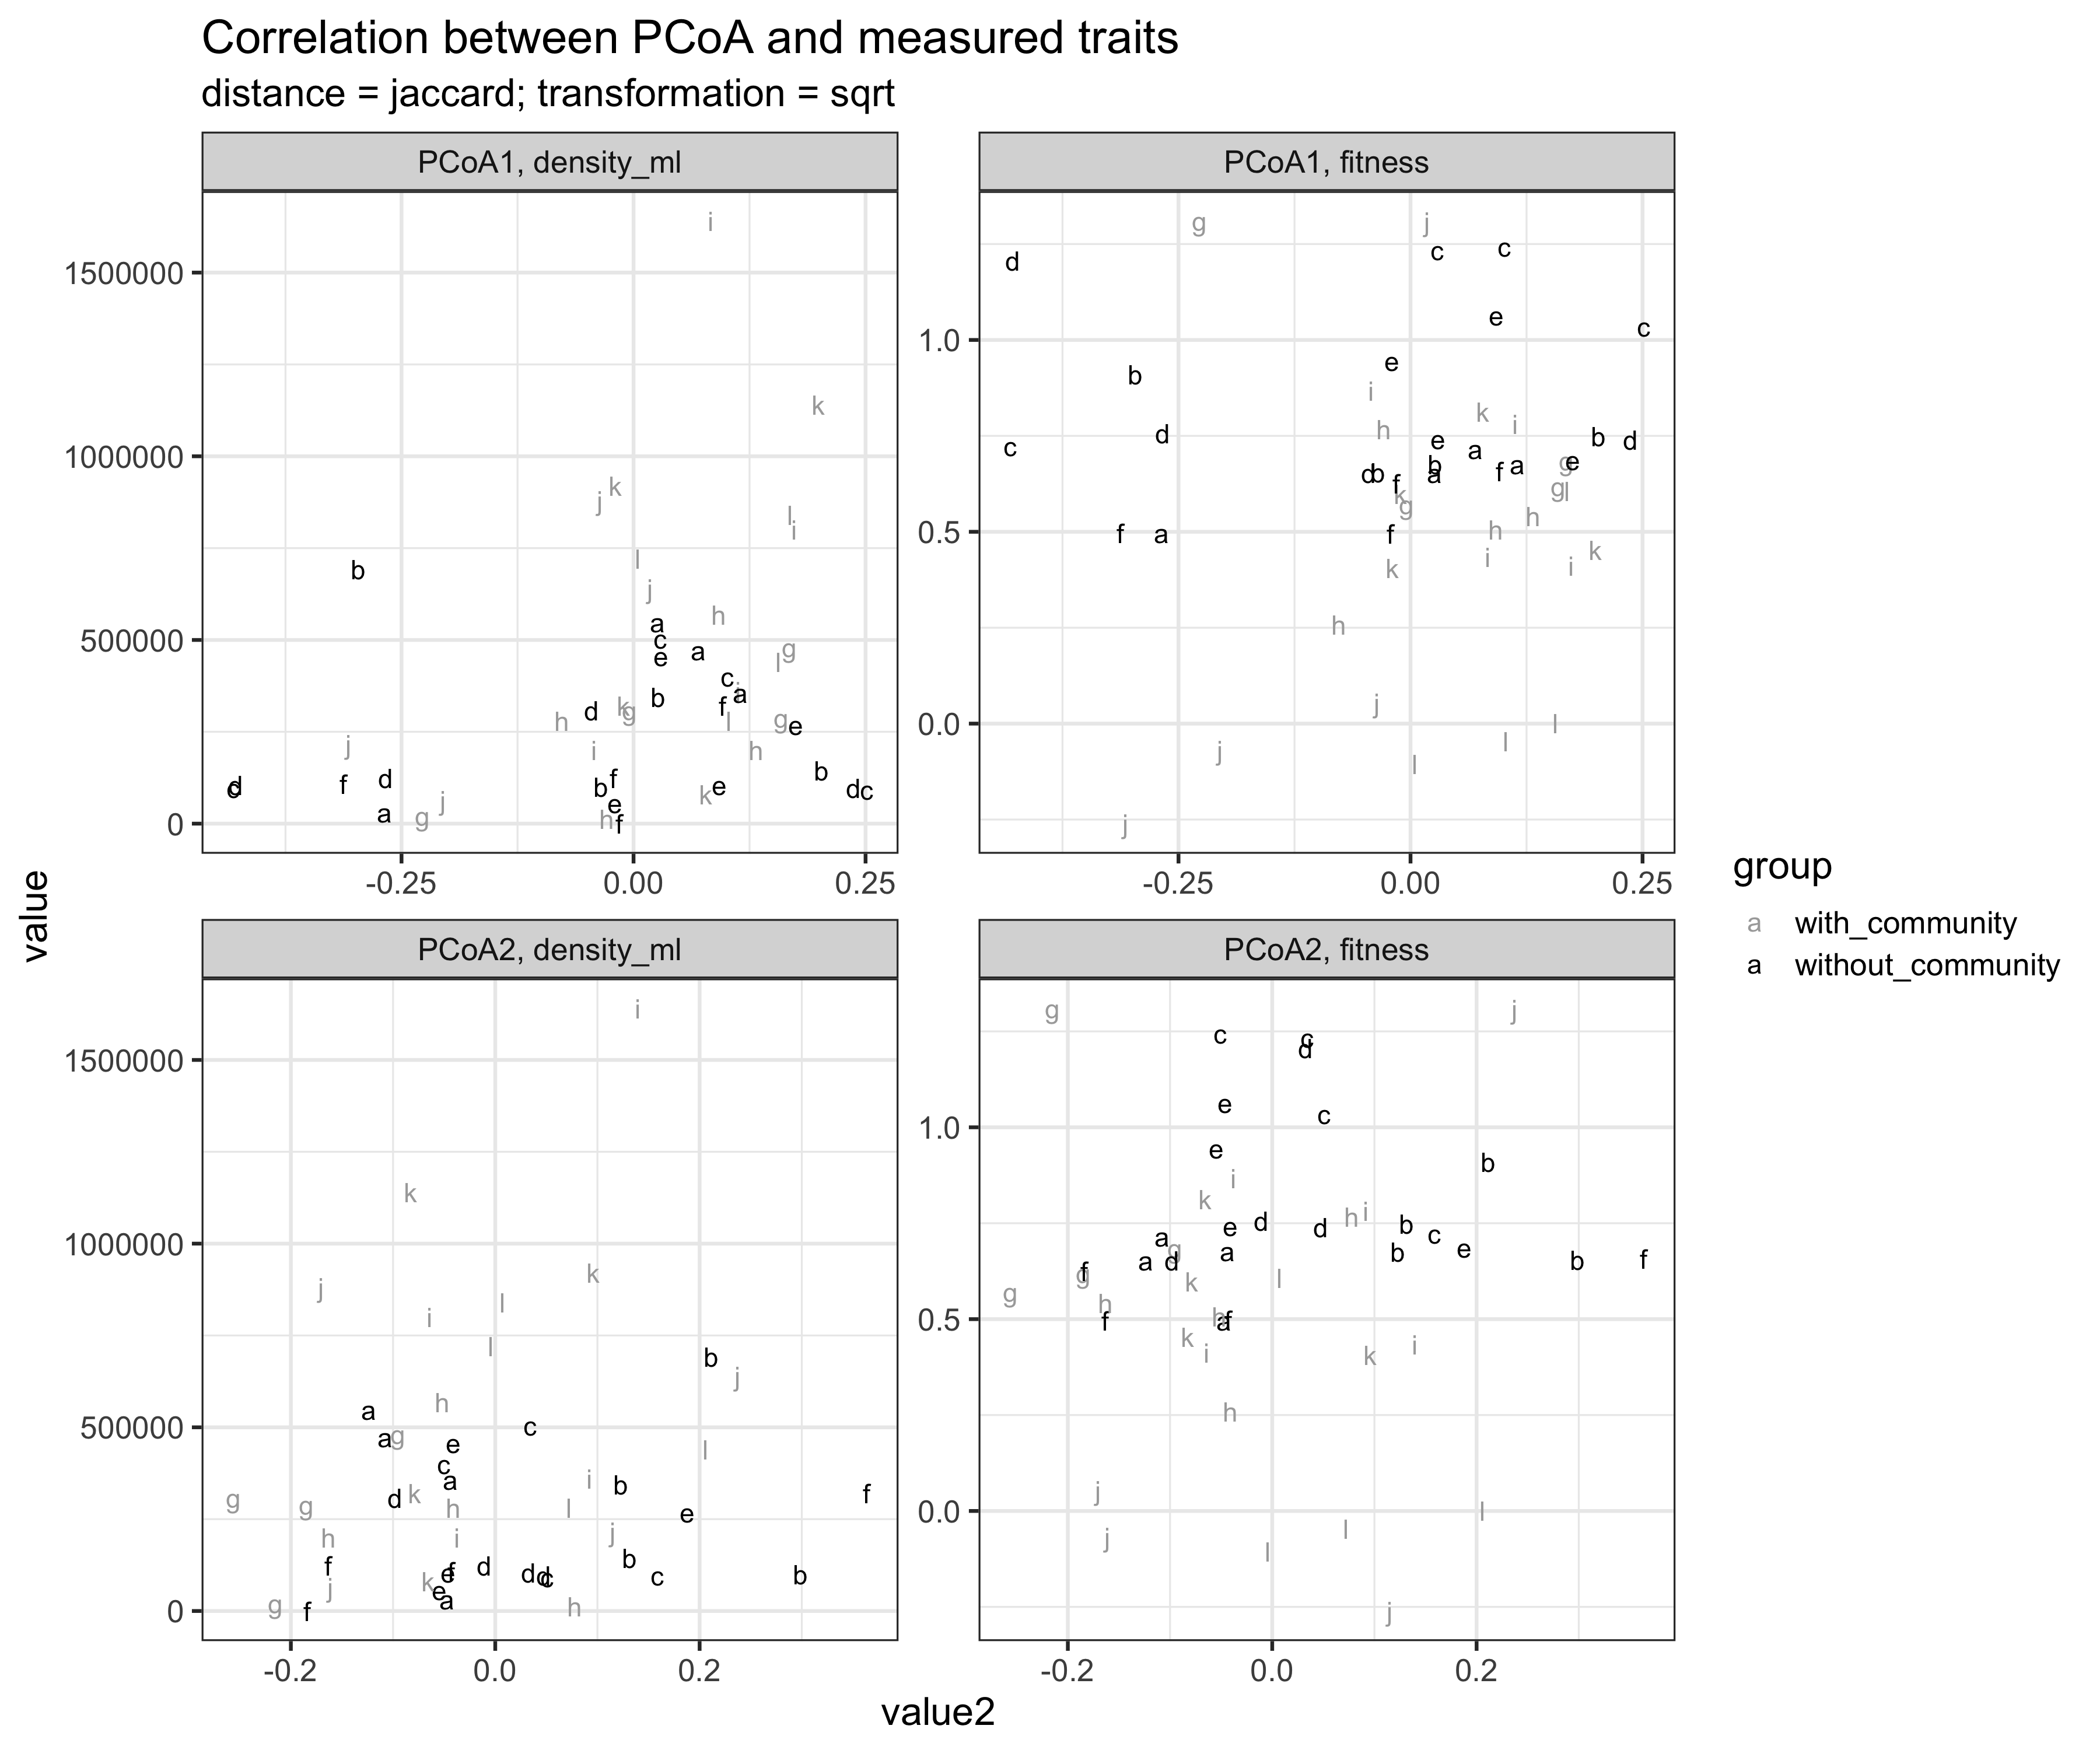 Correlation between PCoA and measured traits
distance = jaccard; transformation = sqrt
PCoA1, density_ml
PCoA1, fitness
1500000
1000000
500000
0
1.0
0.5
0.0
-0.25 0.00 0.25
-0.25 0.00 0.25
PCoA2, density_ml
PCoA2, fitness
1500000
1000000
500000
0
1.0
0.5
0.0
-0.2 0.0 0.2
-0.2 0.0 0.2
value
value2
group
a with_community
a without_community